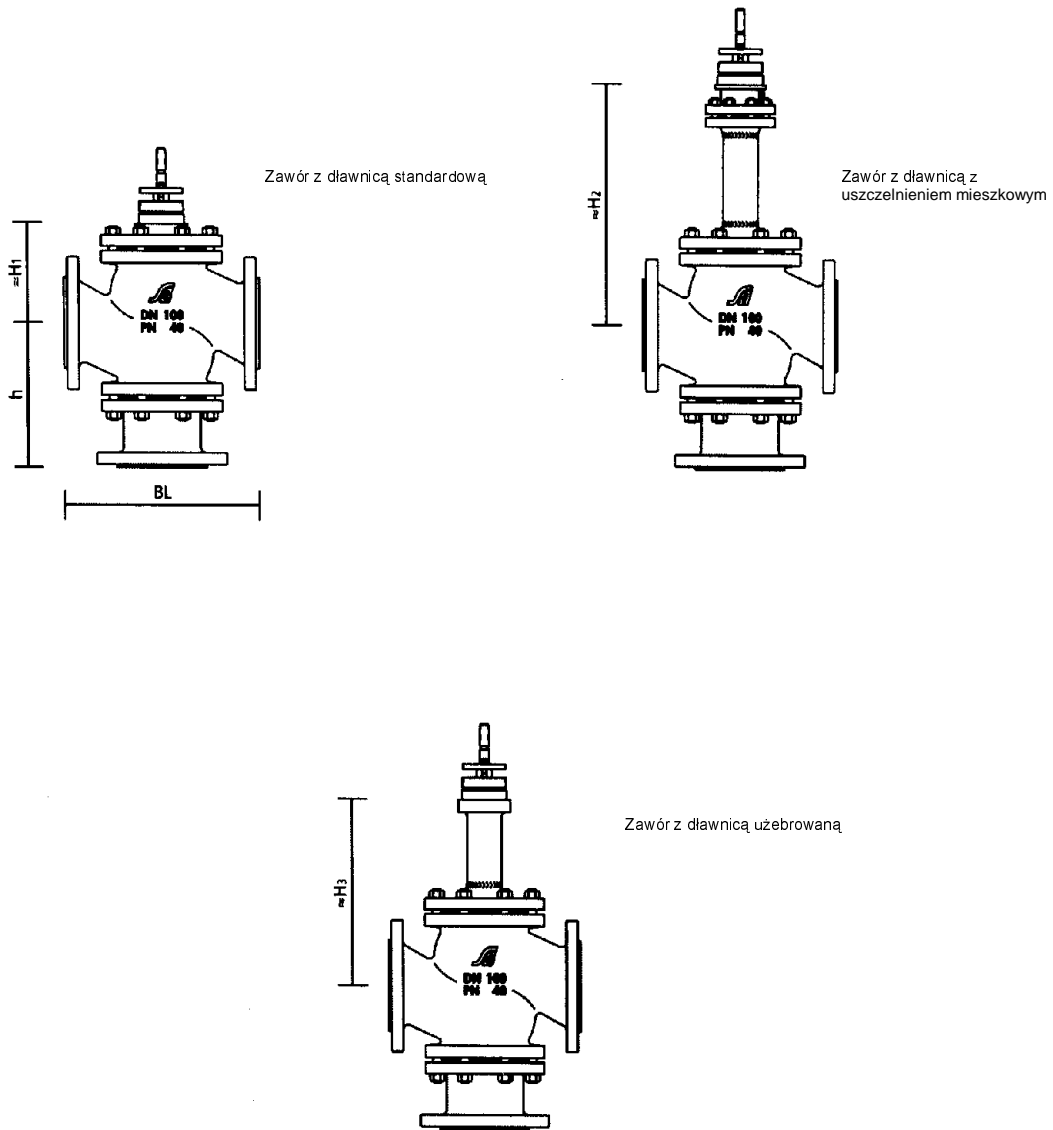 Zawór z dławnicą standardową
≈H1
h
BL
DN 100
PN 40
Zawór z dławnicą z
uszczelnieniem mieszkowym
≈H2
DN 100
PN 40
Zawór z dławnicą użebrowaną
≈H3
DN 100
PN 40